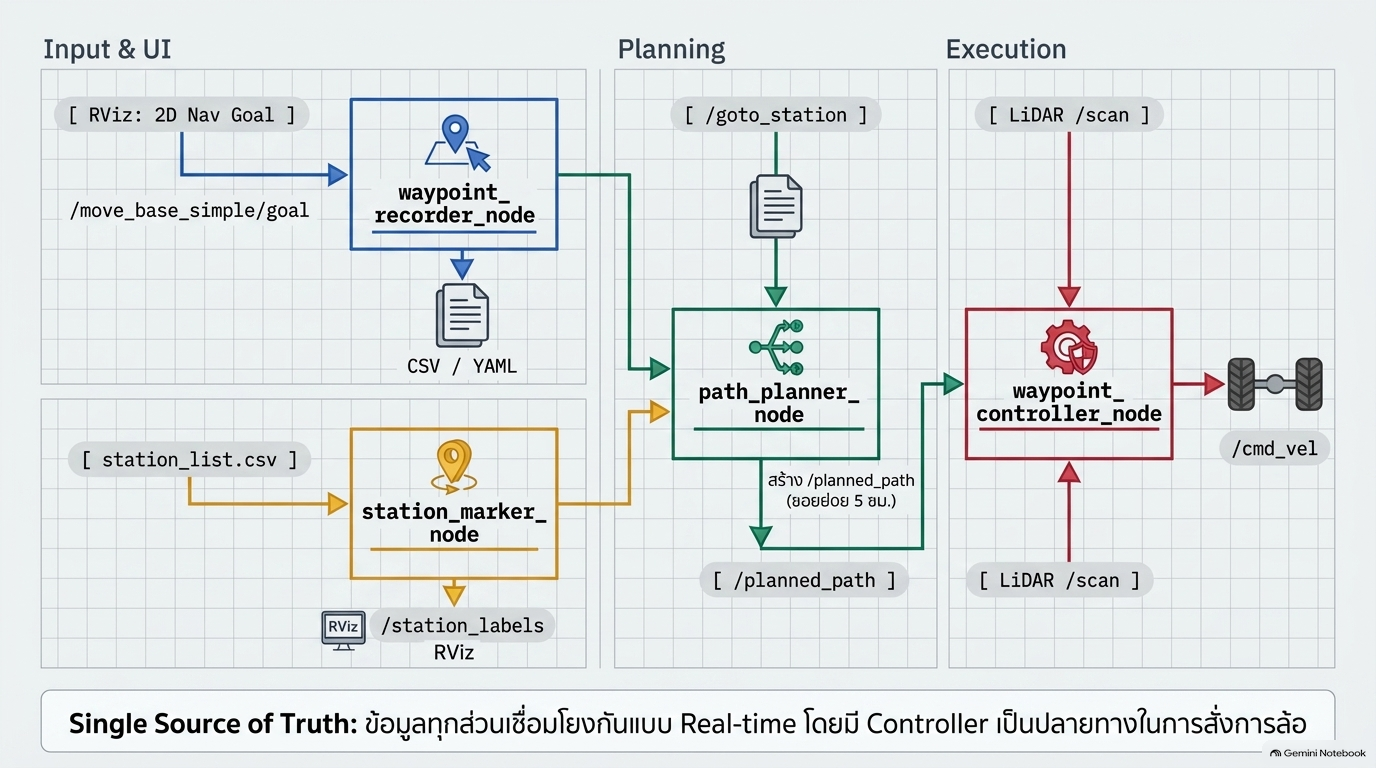 Input & UI
[ RViz: 2D Nav Goal ]
/move_base_simple/goal
waypoint_
recorder_node
CSV / YAML
[ station_list.csv ]
station_marker_
node
RViz
/station_labels
RViz
Planning
[ /goto_station ]
path_planner_
node
สร้าง /planned_path
(ซอยย่อย 5 ซม.)
[ /planned_path ]
Execution
[ LiDAR /scan ]
waypoint_
controller_node
/cmd_vel
[ LiDAR /scan ]
Single Source of Truth: ข้อมูลทุกส่วนเชื่อมโยงกันแบบ Real-time โดยมี Controller เป็นปลายทางในการสั่งการล้อ
Gemini Notebook